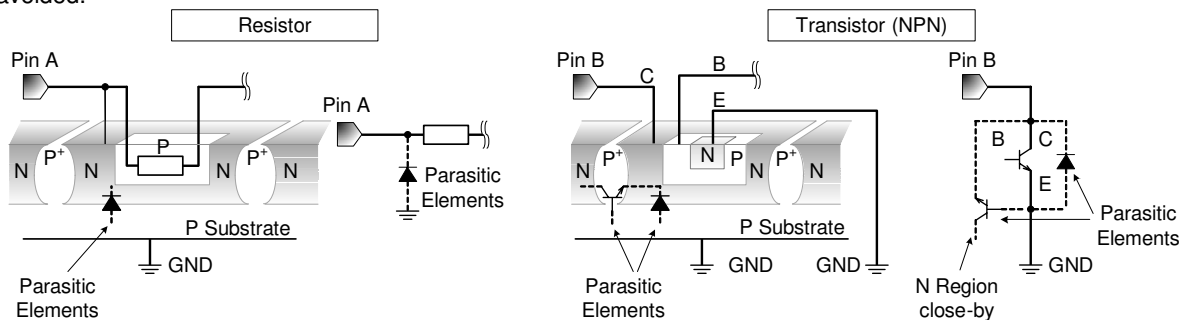 Resistor
Transistor (NPN)
Pin A
Pin A
N
P+
N
P
N
P+
N
Parasitic
Elements
P Substrate
GND
Parasitic
Elements
Pin B
C
B
E
N
P+
N
N
P
N
P+
N
P Substrate
GND
GND
Parasitic
Elements
Pin B
B
C
E
Parasitic
Elements
GND
N Region
close-by